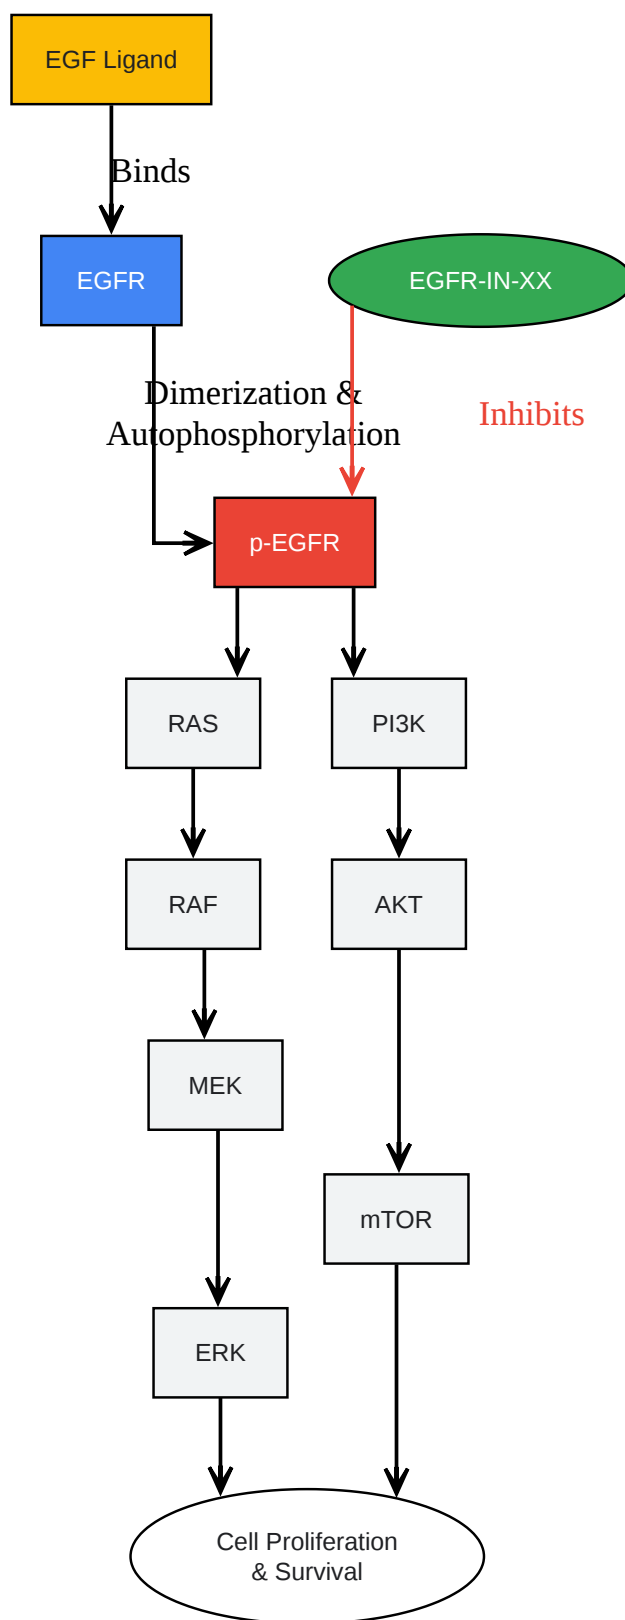 EGF Ligand
Binds
EGFR
EGFR-IN-XX
Dimerization &
Autophosphorylation
Inhibits
p-EGFR
RAS
PI3K
RAF
AKT
MEK
mTOR
ERK
Cell Proliferation
& Survival